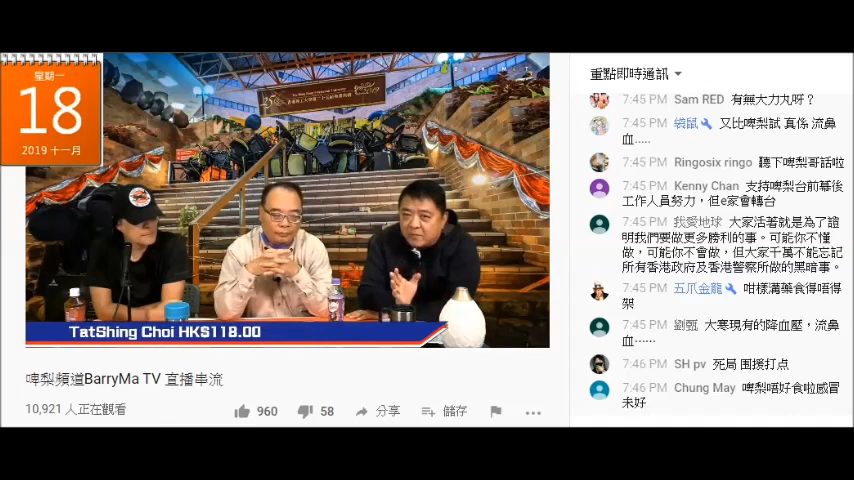 星期一
18
2019 十一月
25th
2019
TatShing Choi HK$118.00
啤梨頻道BarryMa TV 直播串流
10,921 人正在觀看
960
58
分享
儲存
重點即時通訊
7:45 PM Sam RED 有無大力丸呀？
7:45 PM 袋鼠 又比啤梨試 真係 流鼻
血.....
7:45 PM Ringosix ringo 聽下啤梨哥話啦
7:45 PM Kenny Chan 支持啤梨台前幕後
工作人員努力，但e家會轉台
7:45 PM 我愛地球 大家活著就是為了證
明我們要做更多勝利的事。可能你不懂
做，可能你不會做，但大家千萬不能忘記
所有香港政府及香港警察所做的黑暗事。
7:45 PM 五爪金龍 咁樣溝藥食得唔得
架
7:45 PM 劉甄 大寒現有的降血壓，流鼻
血⋯⋯
7:46 PM SH pv 死局 围援打点
7:46 PM Chung May 啤梨唔好食啦感冒
未好